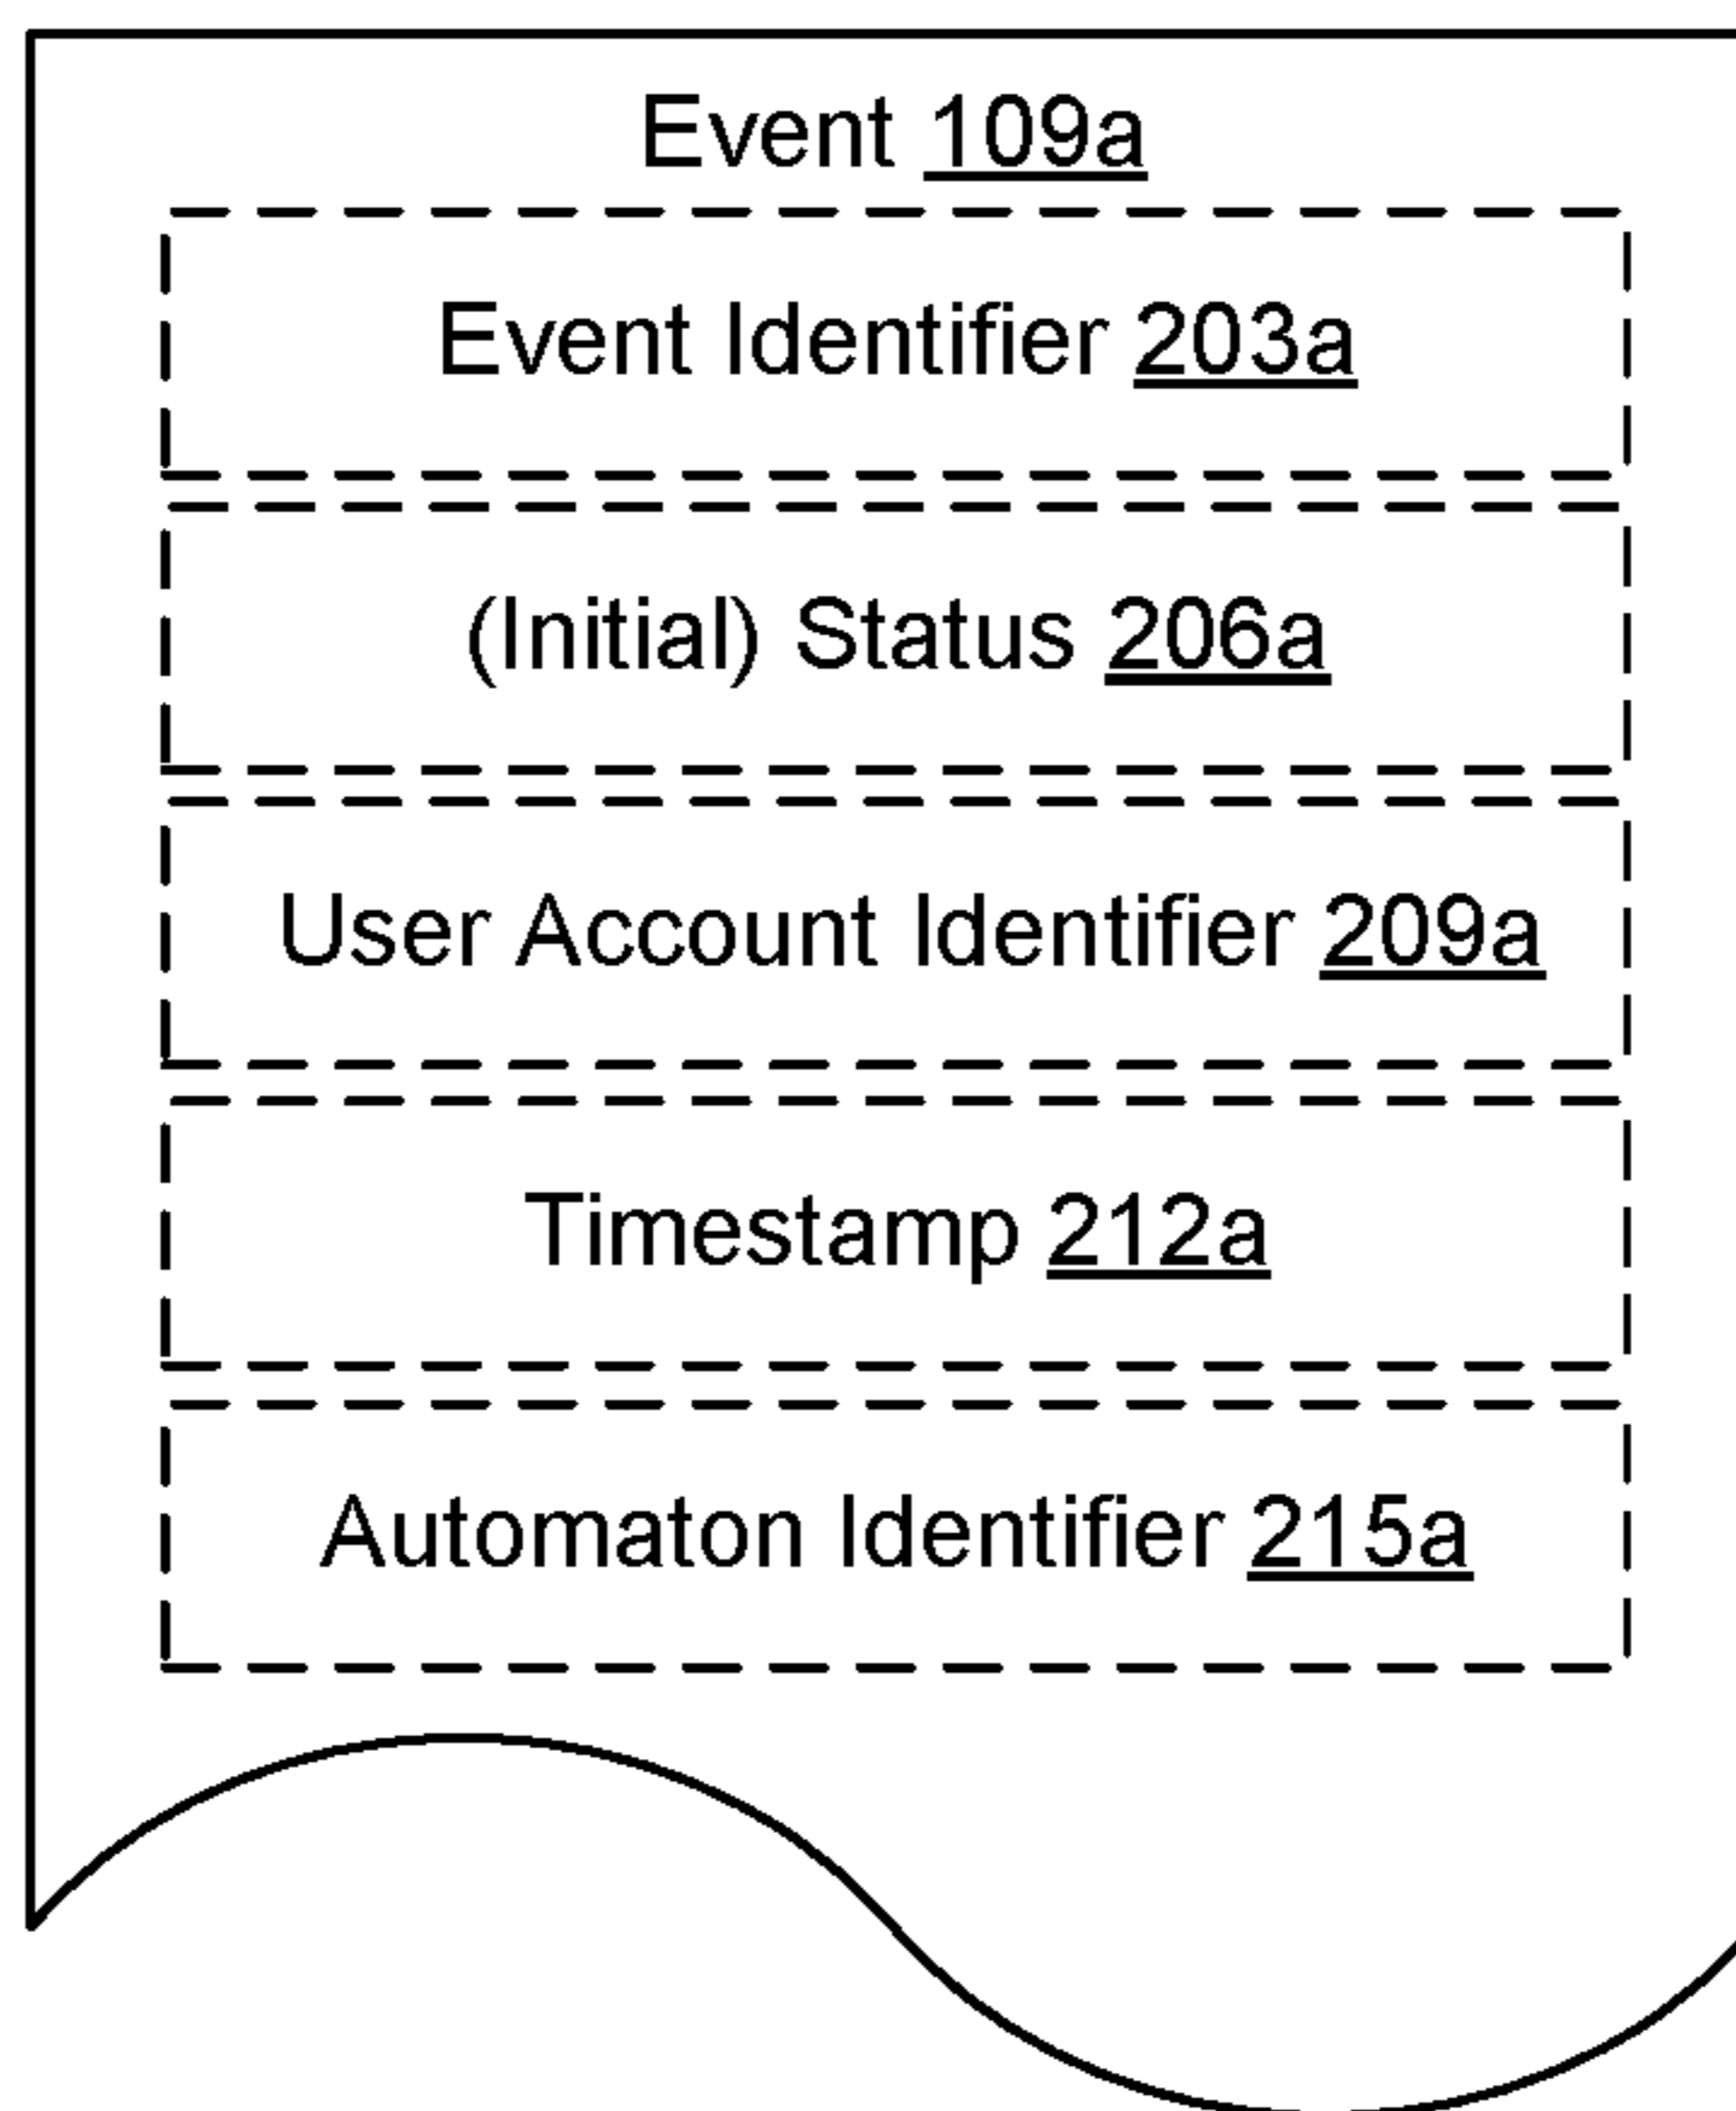 Event 109a
Event Identifier 203a
(Initial) Status 206a
User Account Identifier 209a
Timestamp 212a
Automaton Identifier 215a